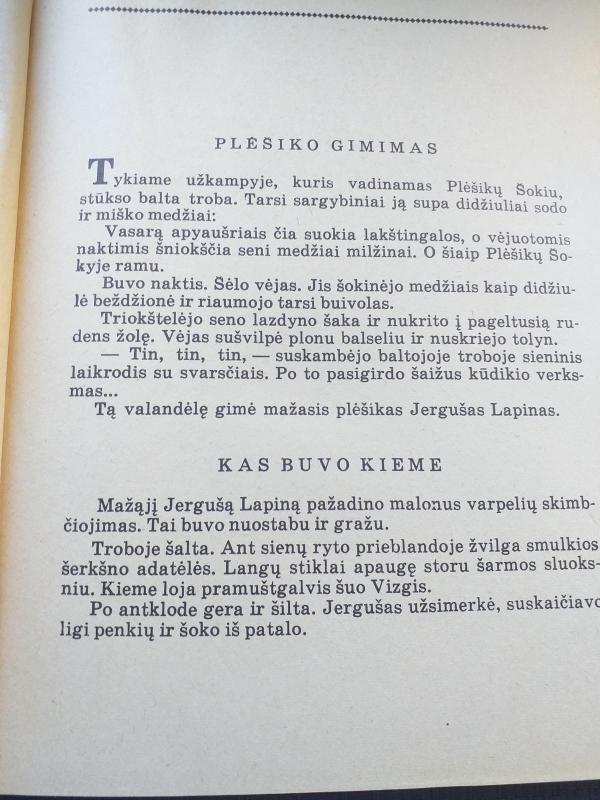 PLĖŠIKO GIMIMAS
Tykiame užkampyje, kuris vadinamas Plėšikų Šokiu,
stūkso balta troba. Tarsi sargybiniai ją supa didžiuliai sodo
ir miško medžiai:
Vasarą apyaušriais čia suokia lakštingalos, o vėjuotomis
naktimis šniokščia seni medžiai milžinai. O šiaip Plėšikų Šo-
kyje ramu.
Buvo naktis. Šėlo vėjas. Jis šokinėjo medžiais kaip didžiu-
lė beždžionė ir riaumojo tarsi buivolas.
Triokštelėjo seno lazdyno šaka ir nukrito į pageltusią ru-
dens žolę. Vėjas sušvilpė plonu balseliu ir nuskriejo tolyn.
— Tin, tin, tin, — suskambėjo baltojoje troboje sieninis
laikrodis su svarsčiais. Po to pasigirdo šaižus kūdikio verks-
mas...
Tą valandėlę gimė mažasis plėšikas Jergušas Lapinas.
KAS BUVO KIEME
Mažąjį Jergušą Lapiną pažadino malonus varpelių skimb-
čiojimas. Tai buvo nuostabu ir gražu.
Troboje šalta. Ant sienų ryto prieblandoje žvilga smulkios
šerkšno adatėlės. Langų stiklai apaugę storu šarmos sluoks-
niu. Kieme loja pramuštgalvis šuo Vizgis.
Po antklode gera ir šilta. Jergušas užsimerkė, suskaičiavo
ligi penkių ir šoko iš patalo.